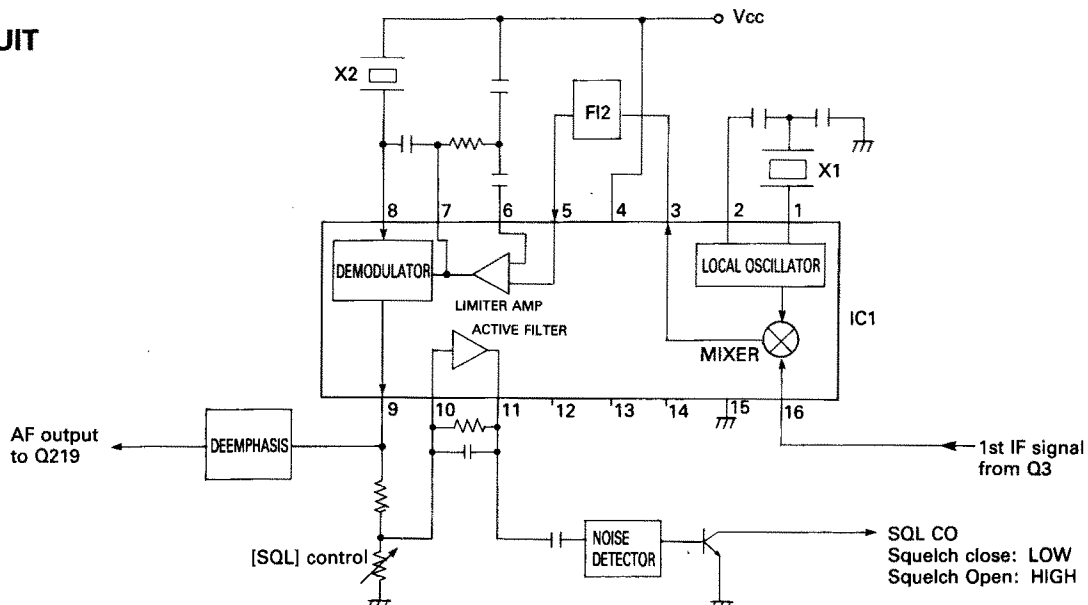 UIT
Vcc
X2
FI2
X1
8
7
6
5
4
3
2
1
DEMODULATOR
LIMITER AMP
LOCAL OSCILLATOR
IC1
ACTIVE FILTER
MIXER
9
10
11
12
13
14
15
16
AF output
to Q219
DEEMPHASIS
1st IF signal
from Q3
[SQL] control
NOISE
DETECTOR
SQL CO
Squelch close: LOW
Squelch Open: HIGH